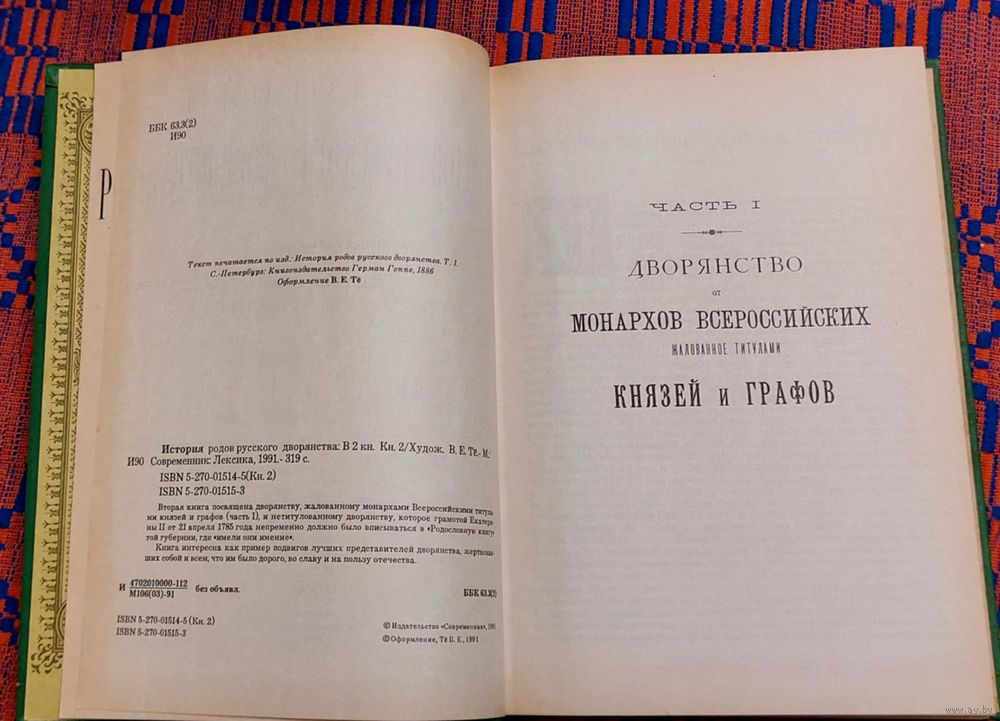 Р
ББК 63.3(2)
И90
Текст печатается по изд.: История родов русского дворянства. Т. 1.
С.-Петербург: Книгоиздательство Герман Гоппе, 1886
Оформление В. Е. Тё
История родов русского дворянства: В 2 кн. Кн. 2/Худож. В. Е. Тё.- М.:
И90 Современник: Лексика, 1991.- 319 с.
ISBN 5-270-01514-5(Кн. 2)
ISBN 5-270-01515-3
Вторая книга посвящена дворянству, жалованному монархами Всероссийскими титула-
ми князей и графов (часть I), и нетитулованному дворянству, которое грамотой Екатери-
ны II от 21 апреля 1785 года непременно должно было вписываться в «Родословную книгу»
той губернии, где «имели они имение».
Книга интересна как пример подвигов лучших представителей дворянства, жертвовав-
ших собой и всем, что им было дорого, во славу и на пользу отечества.
И 4702010000-112 без объявл.
М106(03)-91
ББК 63.3(2)
ISBN 5-270-01514-5 (Кн. 2)
ISBN 5-270-01515-3
© Издательство «Современник», 1991
© Оформление, Тё В. Е., 1991
ЧАСТЬ I
ДВОРЯНСТВО
от
МОНАРХОВ ВСЕРОССИЙСКИХ
ЖАЛОВАННОЕ ТИТУЛАМИ
КНЯЗЕЙ и ГРАФОВ
www.av.by